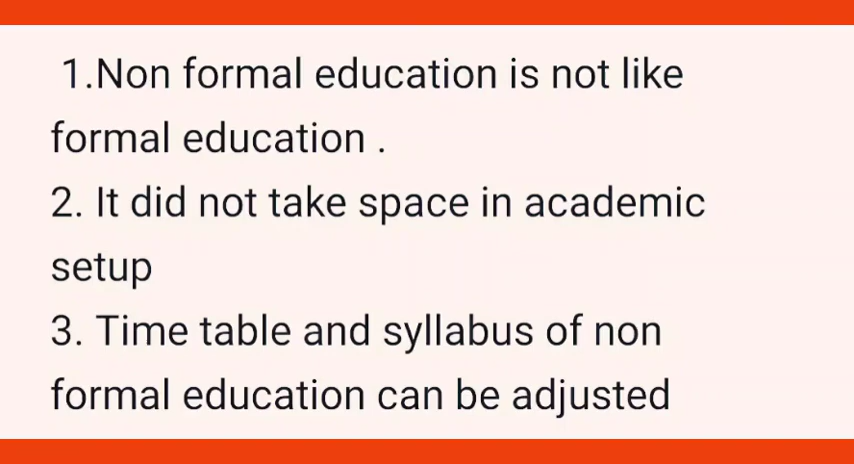 1.Non formal education is not like
formal education .
2. It did not take space in academic
setup
3. Time table and syllabus of non
formal education can be adjusted